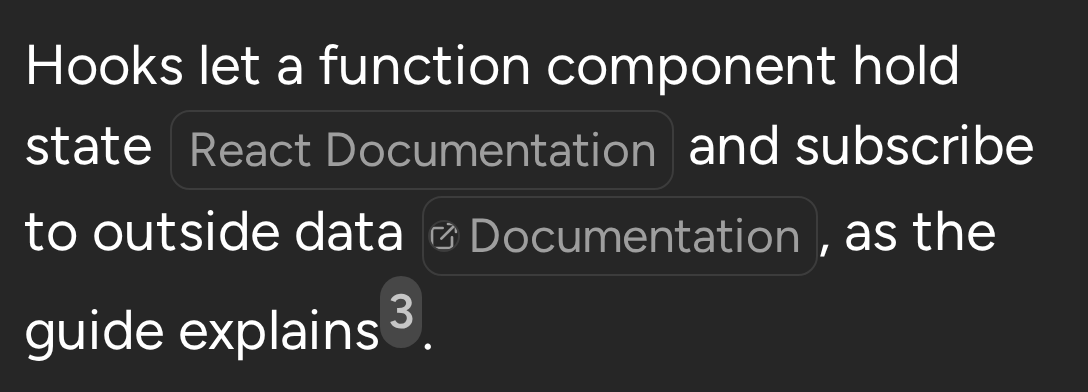 Hooks let a function component hold
state React Documentation and subscribe
to outside data Documentation, as the
guide explains3.